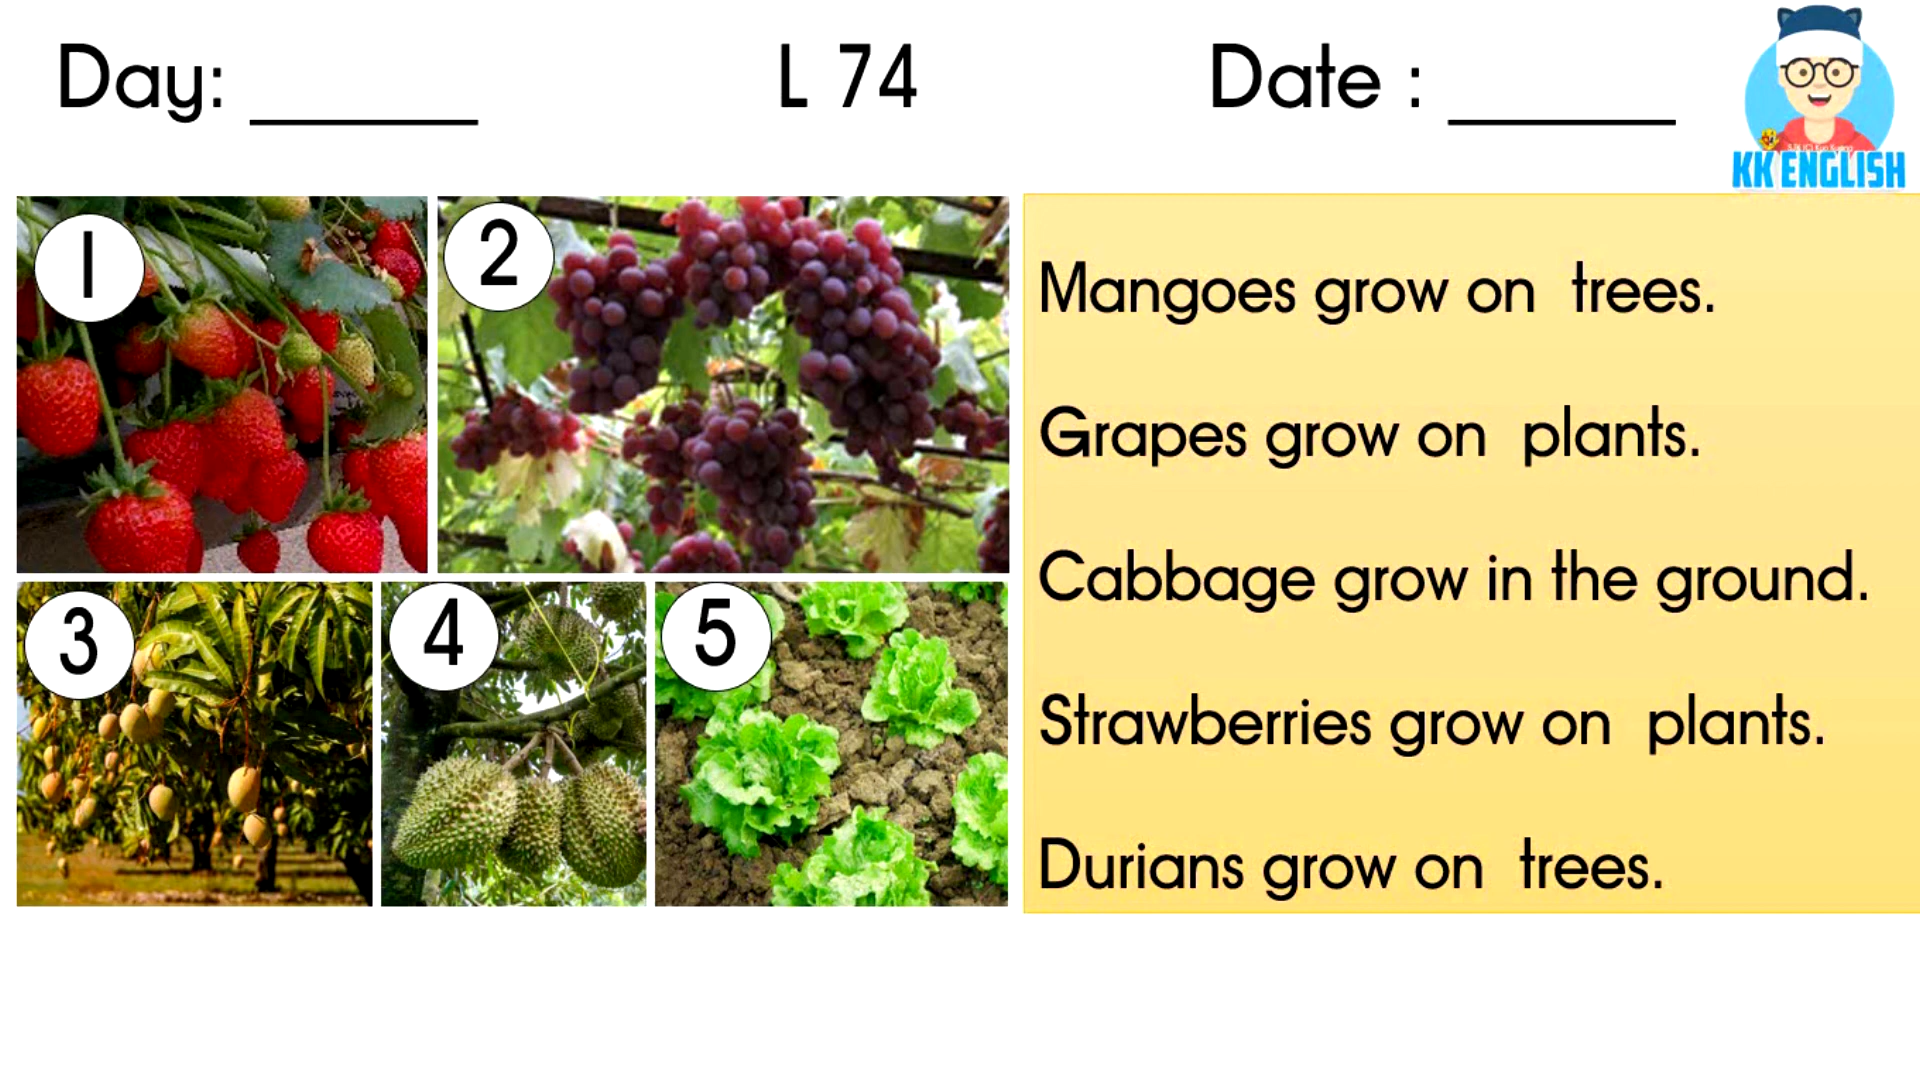 Day: ______ L 74 Date : ______
KK ENGLISH
1
2
3
4
5
Mangoes grow on trees.
Grapes grow on plants.
Cabbage grow in the ground.
Strawberries grow on plants.
Durians grow on trees.